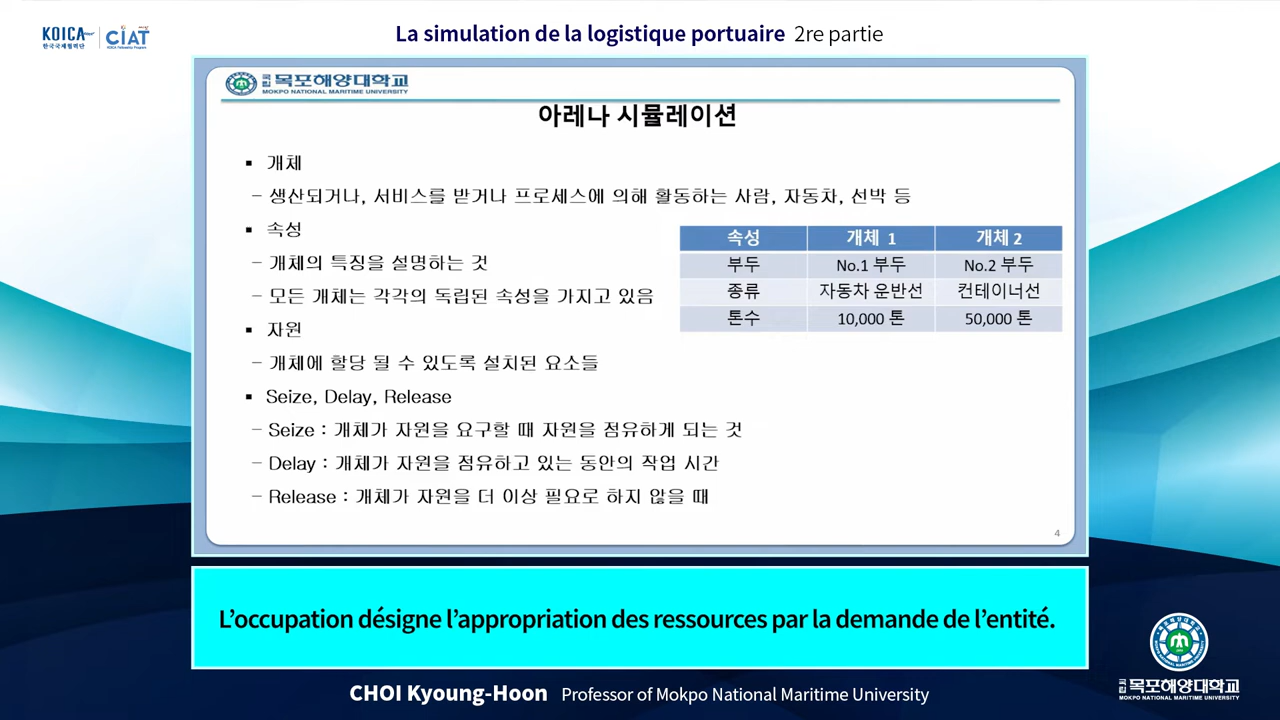 KOICA
한국국제협력단
CIAT
KOICA Fellowship Program
La simulation de la logistique portuaire 2re partie
국립 목포해양대학교
MOKPO NATIONAL MARITIME UNIVERSITY
아레나 시뮬레이션
▪ 개체
– 생산되거나, 서비스를 받거나 프로세스에 의해 활동하는 사람, 자동차, 선박 등
▪ 속성
– 개체의 특징을 설명하는 것
– 모든 개체는 각각의 독립된 속성을 가지고 있음
속성 개체 1 개체 2
부두 No.1 부두 No.2 부두
종류 자동차 운반선 컨테이너선
톤수 10,000 톤 50,000 톤
▪ 자원
– 개체에 할당 될 수 있도록 설치된 요소들
▪ Seize, Delay, Release
– Seize : 개체가 자원을 요구할 때 자원을 점유하게 되는 것
– Delay : 개체가 자원을 점유하고 있는 동안의 작업 시간
– Release : 개체가 자원을 더 이상 필요로 하지 않을 때
4
L’occupation désigne l’appropriation des ressources par la demande de l’entité.
CHOI Kyoung-Hoon Professor of Mokpo National Maritime University
국립 목포해양대학교
MOKPO NATIONAL MARITIME UNIVERSITY